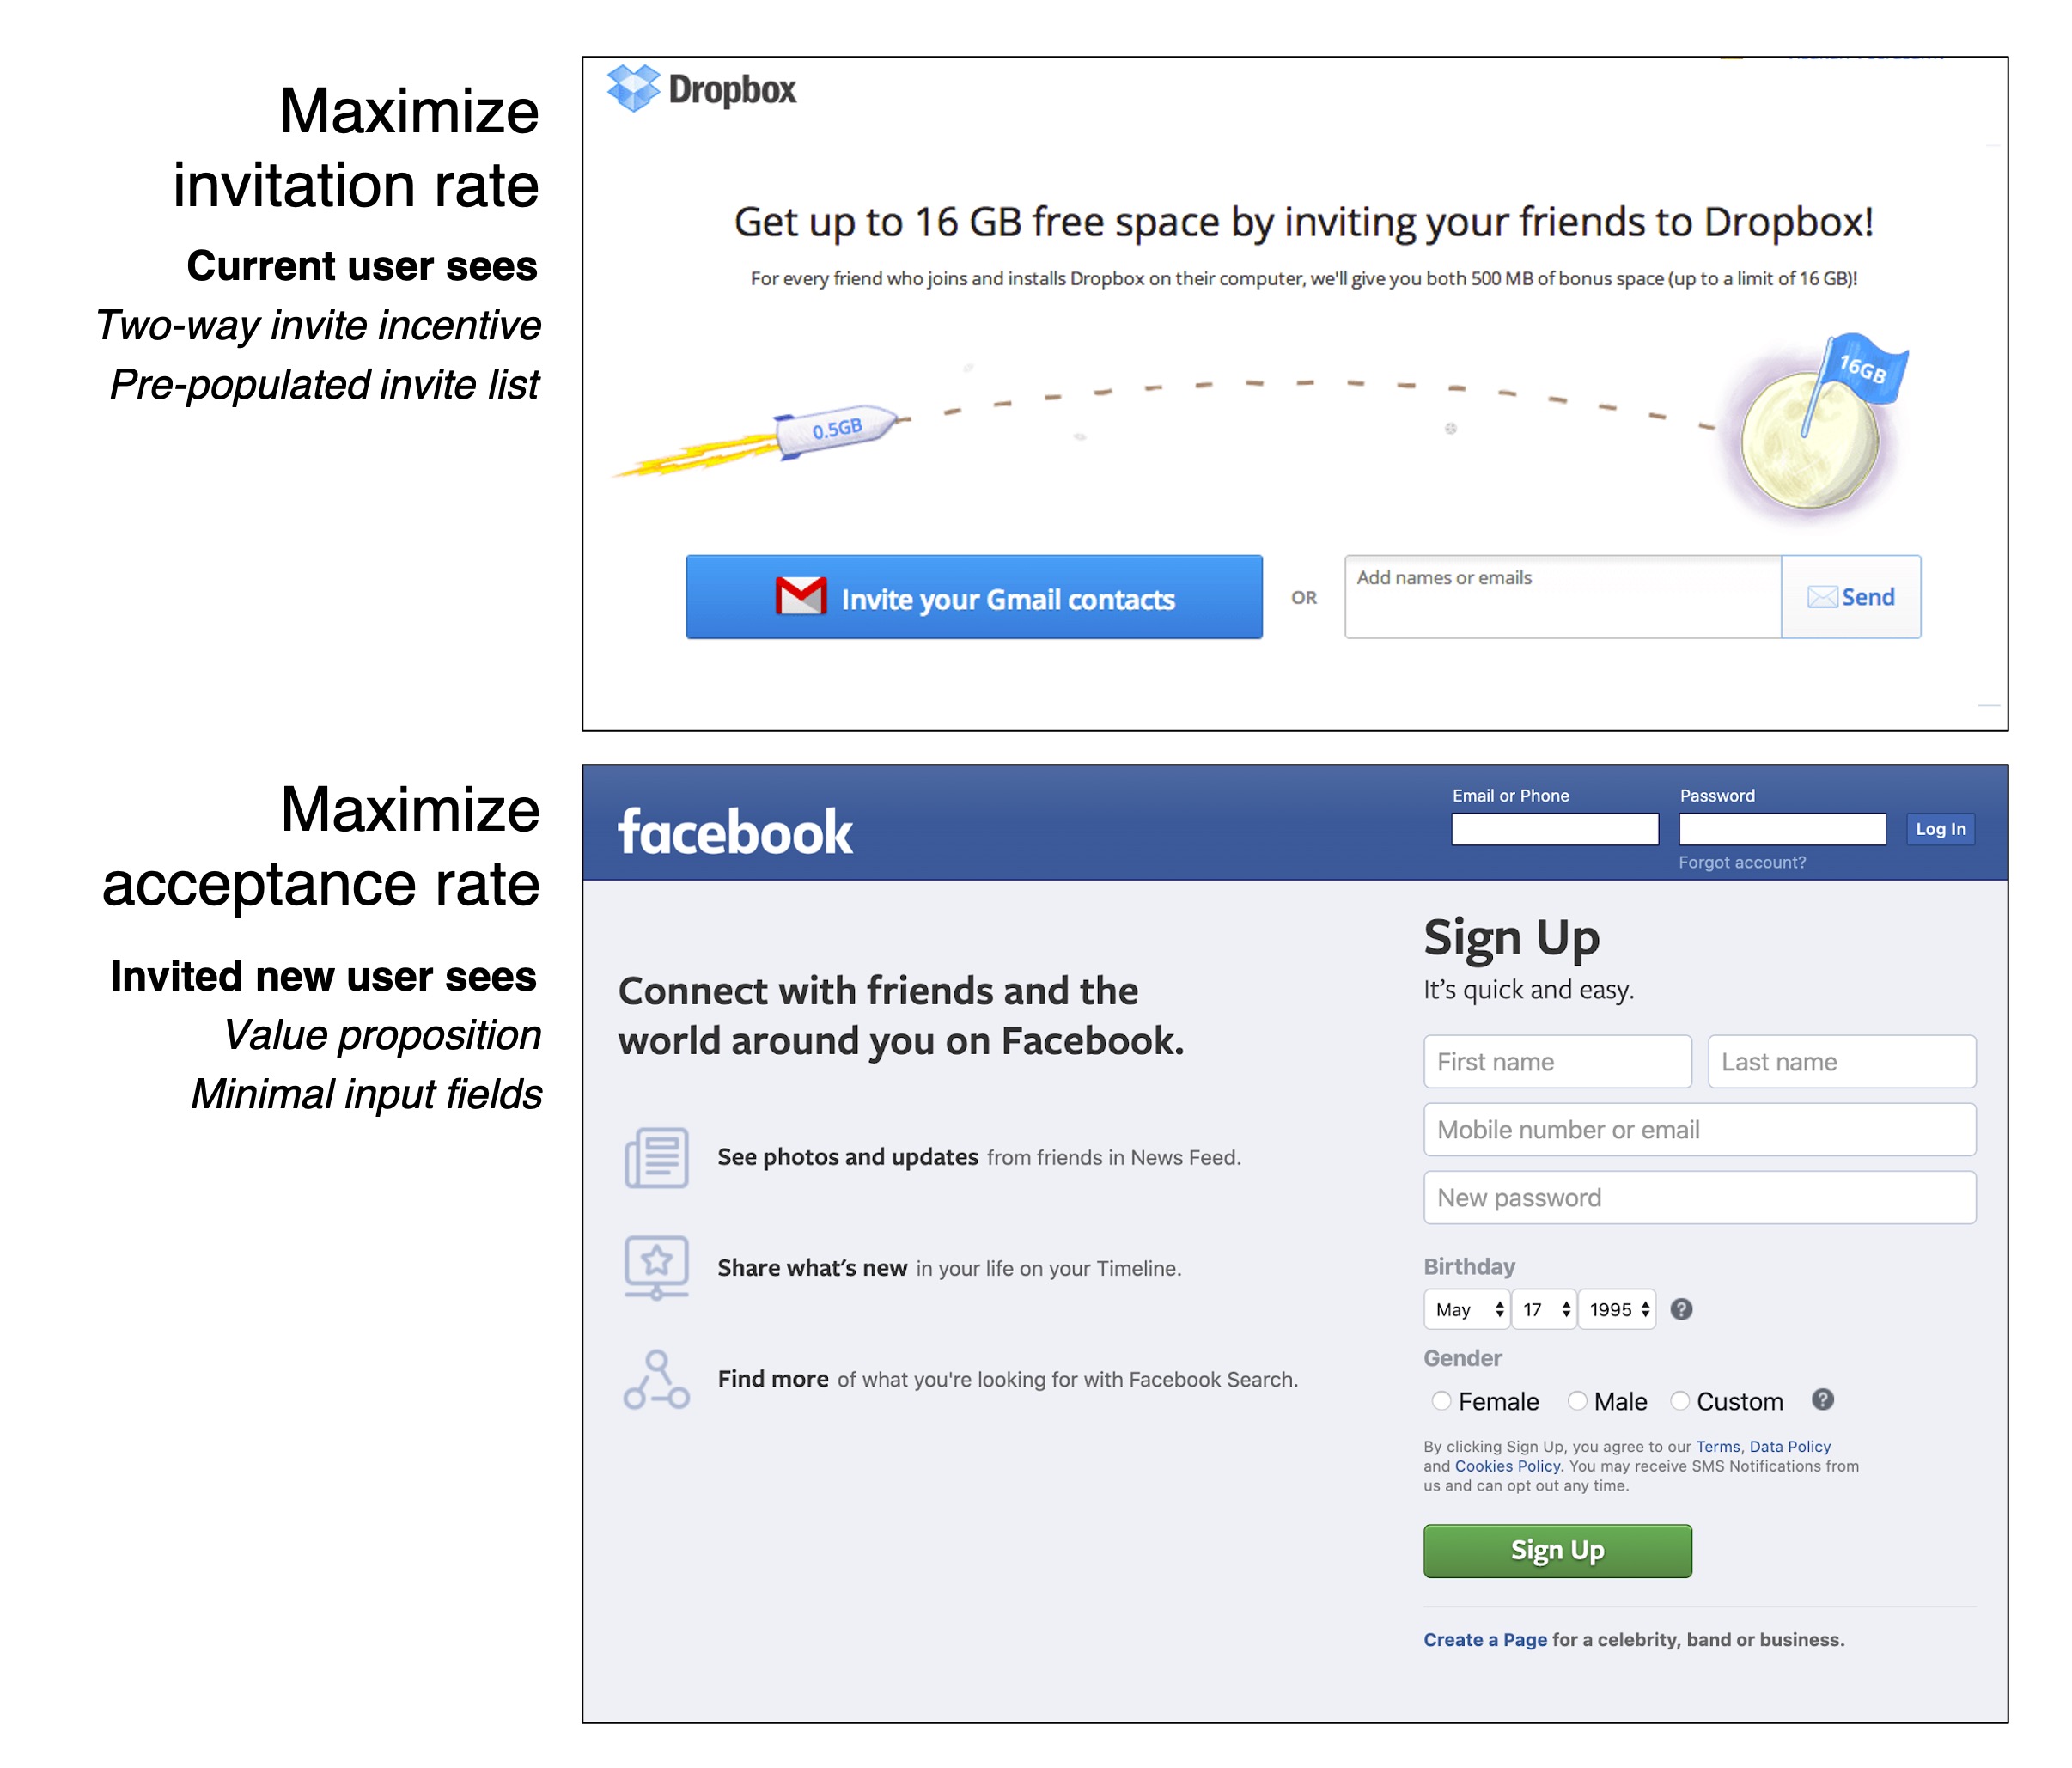 Maximize
invitation rate
Current user sees
Two-way invite incentive
Pre-populated invite list
Dropbox
Get up to 16 GB free space by inviting your friends to Dropbox!
For every friend who joins and installs Dropbox on their computer, we'll give you both 500 MB of bonus space (up to a limit of 16 GB)!
0.5GB
16GB
Invite your Gmail contacts
OR
Add names or emails
Send
Maximize
acceptance rate
Invited new user sees
Value proposition
Minimal input fields
facebook
Email or Phone
Password
Log In
Forgot account?
Connect with friends and the
world around you on Facebook.
See photos and updates from friends in News Feed.
Share what's new in your life on your Timeline.
Find more of what you're looking for with Facebook Search.
Sign Up
It's quick and easy.
First name
Last name
Mobile number or email
New password
Birthday
May 17 1995 ?
Gender
Female Male Custom ?
By clicking Sign Up, you agree to our Terms, Data Policy
and Cookies Policy. You may receive SMS Notifications from
us and can opt out any time.
Sign Up
Create a Page for a celebrity, band or business.